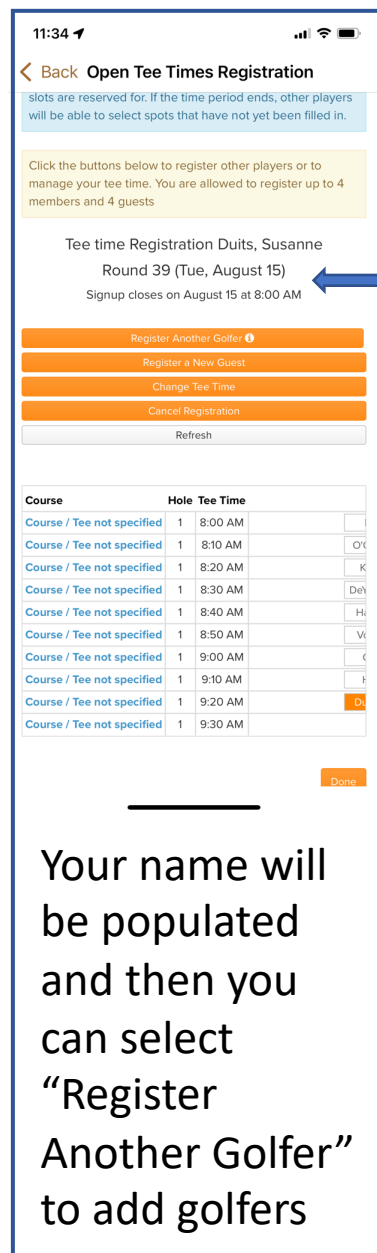 11:34
Back Open Tee Times Registration
slots are reserved for. If the time period ends, other players
will be able to select spots that have not yet been filled in.
Click the buttons below to register other players or to
manage your tee time. You are allowed to register up to 4
members and 4 guests
Tee time Registration Duits, Susanne
Round 39 (Tue, August 15)
Signup closes on August 15 at 8:00 AM
Register Another Golfer
Register a New Guest
Change Tee Time
Cancel Registration
Refresh
Course Hole Tee Time
Course / Tee not specified 1 8:00 AM
Course / Tee not specified 1 8:10 AM O'
Course / Tee not specified 1 8:20 AM K
Course / Tee not specified 1 8:30 AM DeY
Course / Tee not specified 1 8:40 AM Ha
Course / Tee not specified 1 8:50 AM Vo
Course / Tee not specified 1 9:00 AM
Course / Tee not specified 1 9:10 AM
Course / Tee not specified 1 9:20 AM Du
Course / Tee not specified 1 9:30 AM
Done
Your name will
be populated
and then you
can select
“Register
Another Golfer”
to add golfers